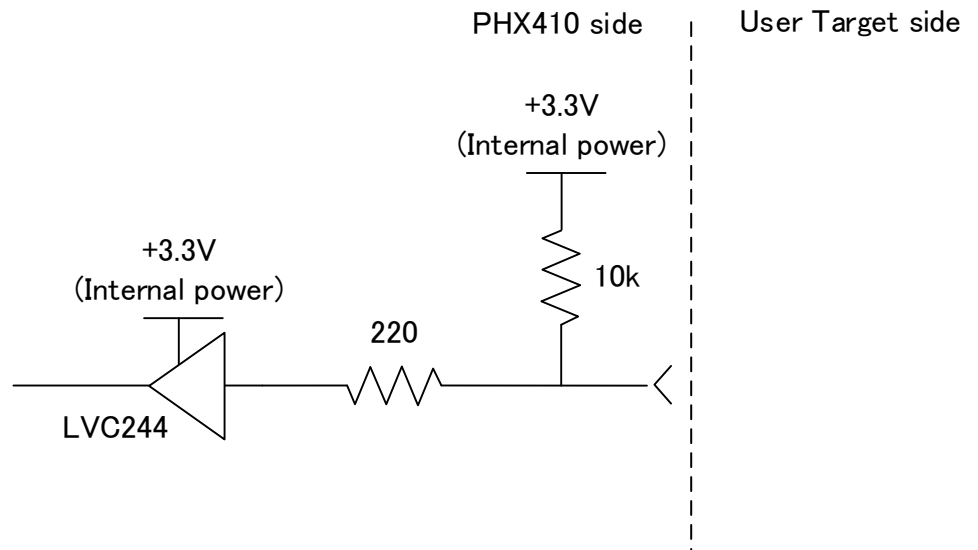 PHX410 side
User Target side
+3.3V
(Internal power)
+3.3V
(Internal power)
10k
220
LVC244